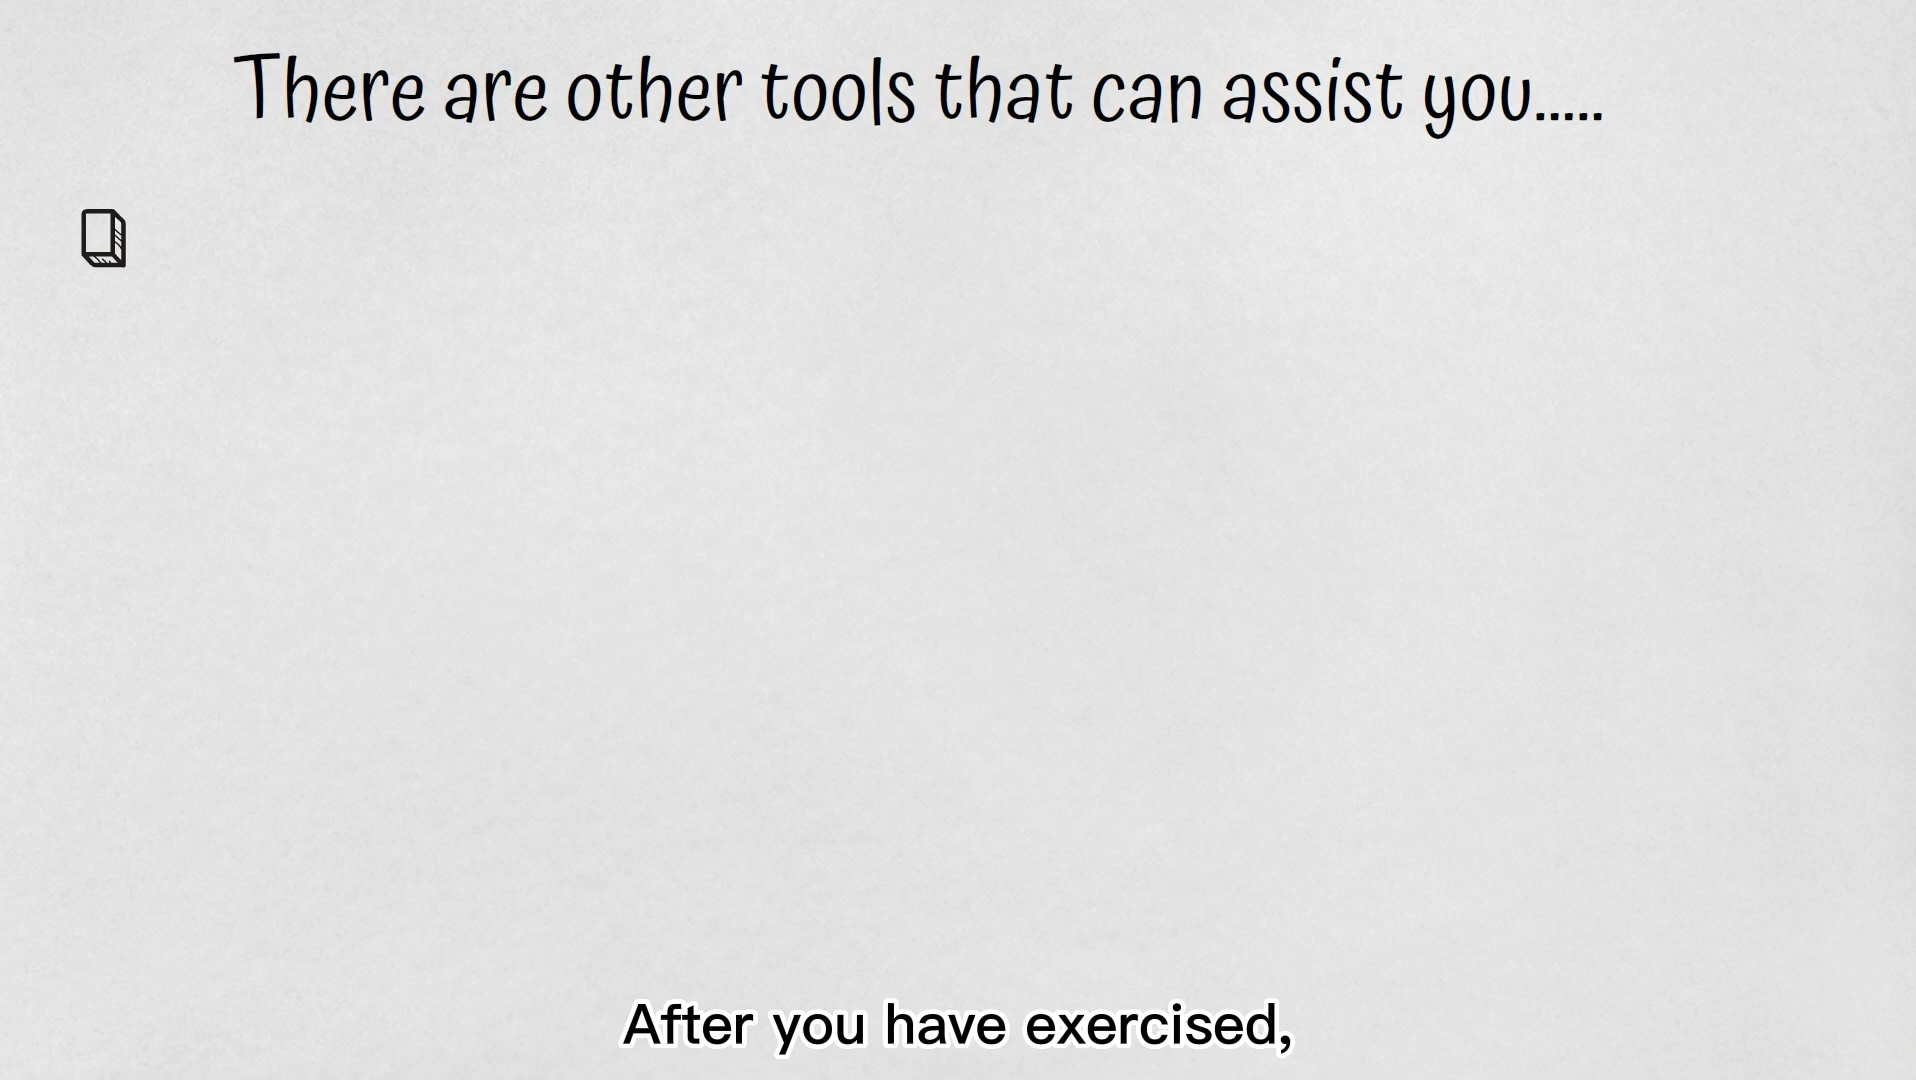 There are other tools that can assist you.....
After you have exercised,